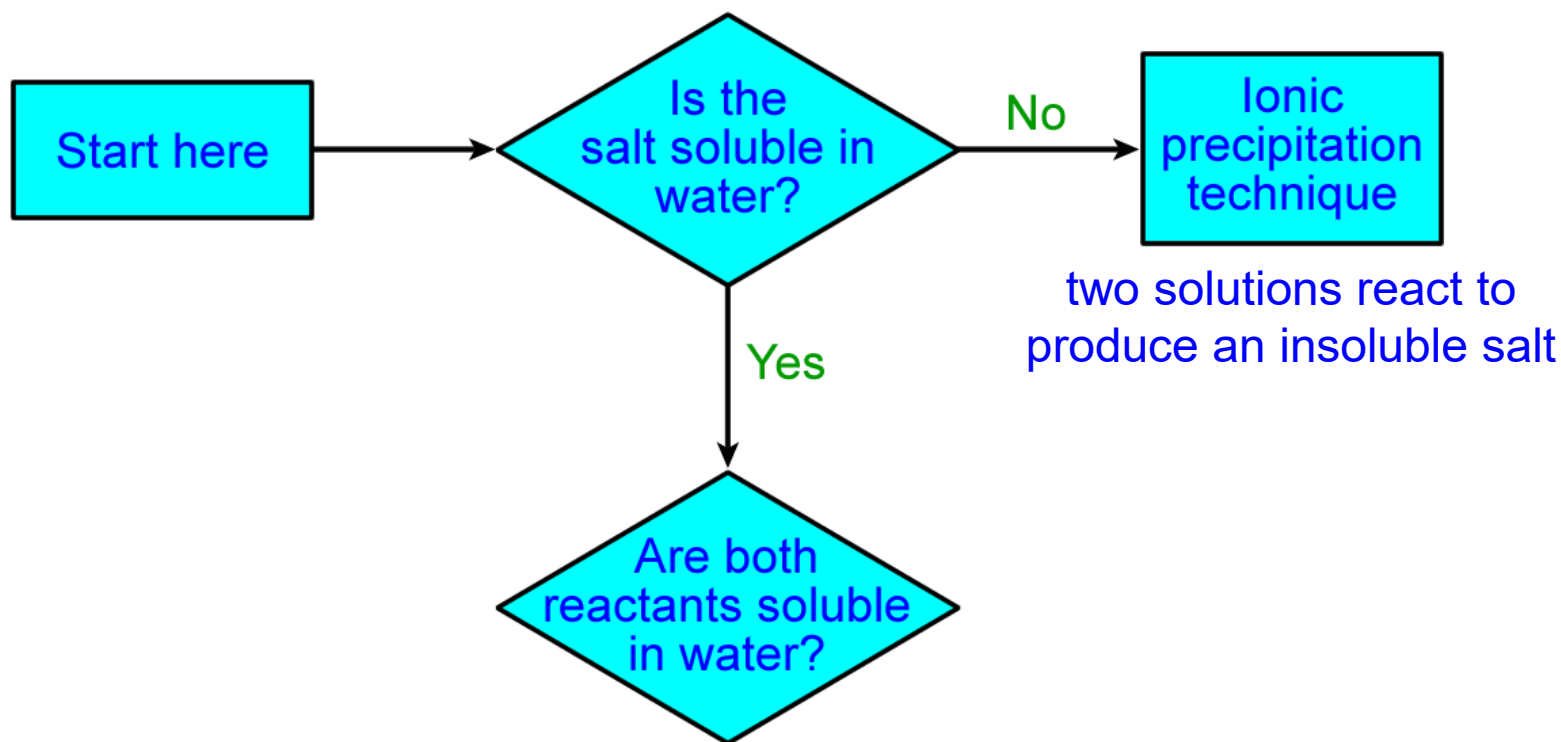 Start here
Is the
salt soluble in
water?
No
Ionic
precipitation
technique
two solutions react to
produce an insoluble salt
Yes
Are both
reactants soluble
in water?